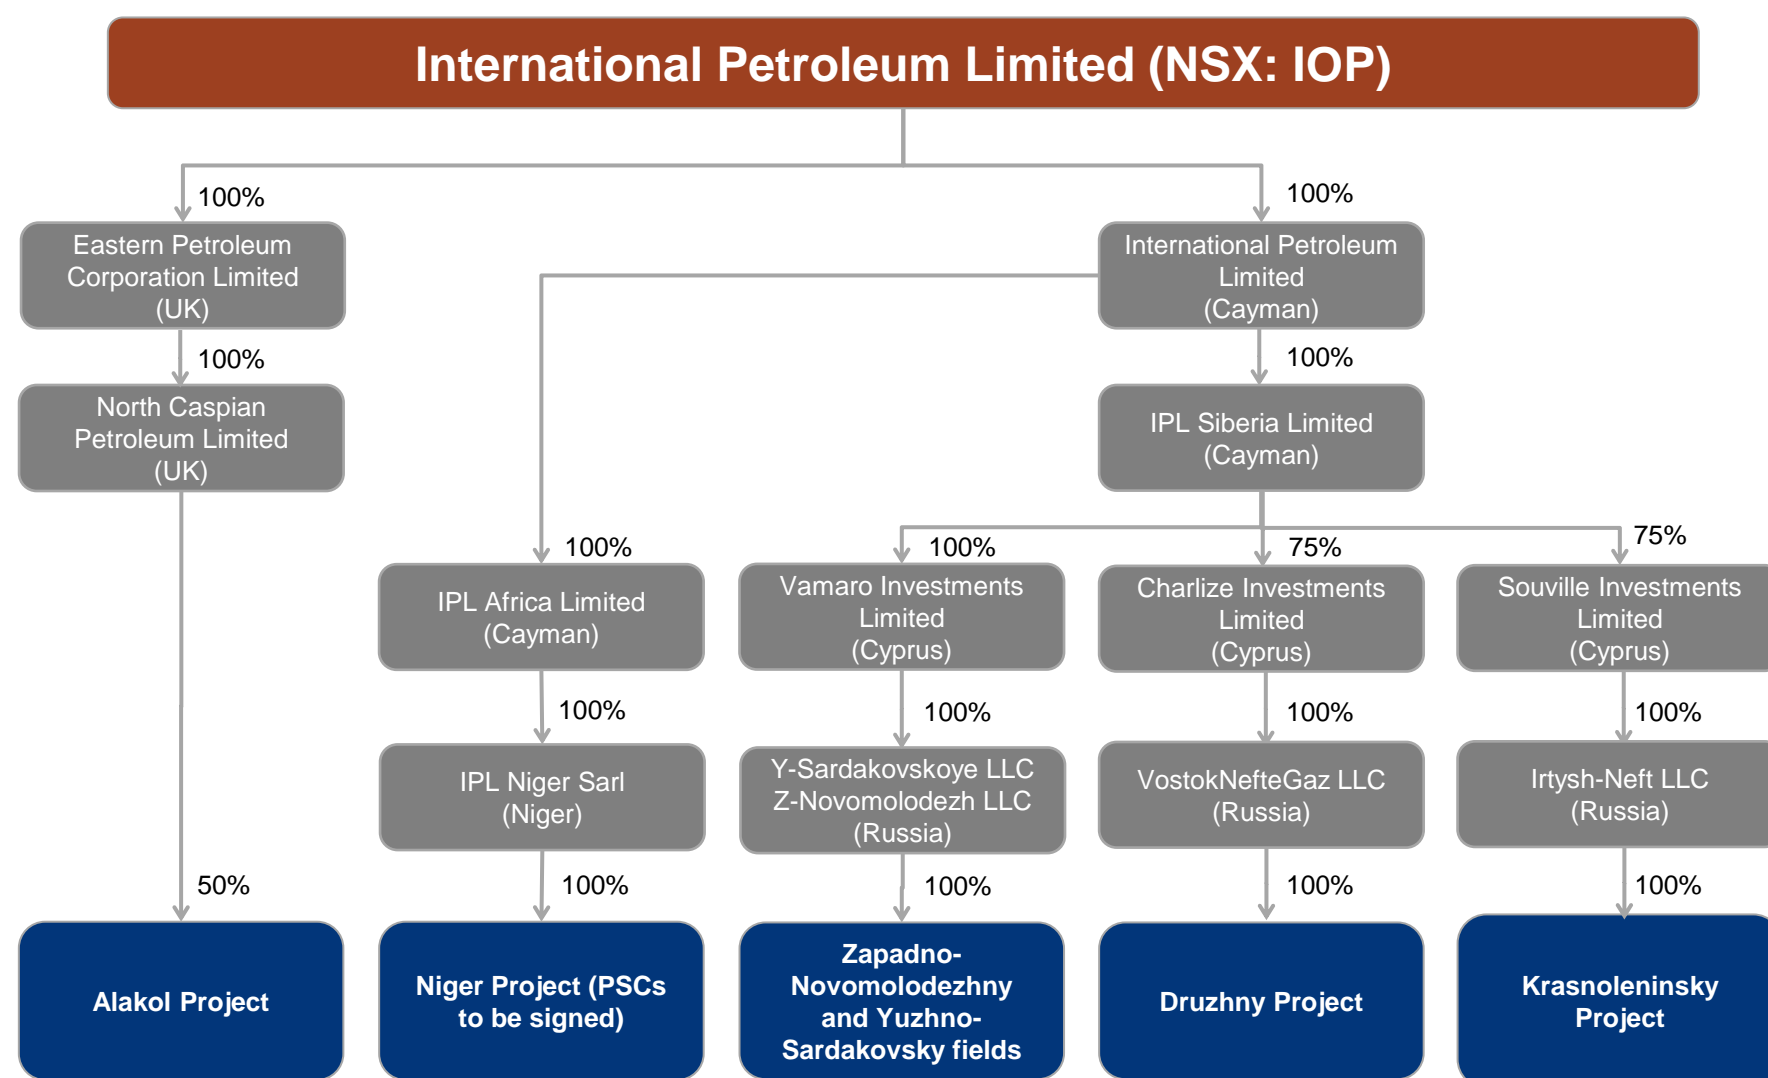 International Petroleum Limited (NSX: IOP)
100%
100%
Eastern Petroleum
Corporation Limited
(UK)
International Petroleum
Limited
(Cayman)
100%
100%
North Caspian
Petroleum Limited
(UK)
IPL Siberia Limited
(Cayman)
100%
100%
75%
75%
IPL Africa Limited
(Cayman)
Vamaro Investments
Limited
(Cyprus)
Charlize Investments
Limited
(Cyprus)
Souville Investments
Limited
(Cyprus)
100%
100%
100%
100%
IPL Niger Sarl
(Niger)
Y-Sardakovskoye LLC
Z-Novomolodezh LLC
(Russia)
VostokNefteGaz LLC
(Russia)
Irtysh-Neft LLC
(Russia)
50%
100%
100%
100%
100%
Alakol Project
Niger Project (PSCs
to be signed)
Zapadno-
Novomolodezhny
and Yuzhno-
Sardakovsky fields
Druzhny Project
Krasnoleninsky
Project